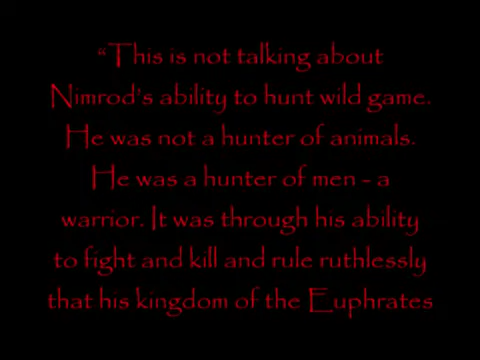 “This is not talking about
Nimrod's ability to hunt wild game.
He was not a hunter of animals.
He was a hunter of men - a
warrior. It was through his ability
to fight and kill and rule ruthlessly
that his kingdom of the Euphrates